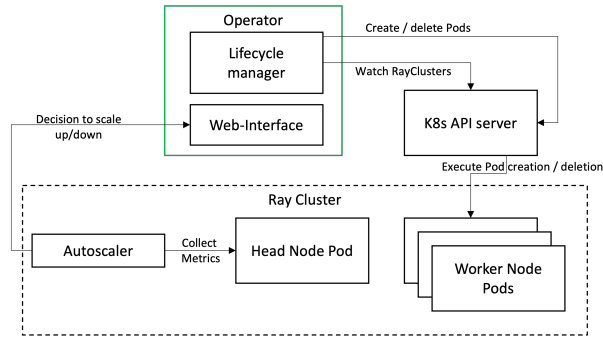 Operator
Lifecycle
manager
Create / delete Pods
Watch RayClusters
Web-Interface
K8s API server
Decision to scale
up/down
Execute Pod creation / deletion
Ray Cluster
Autoscaler
Collect
Metrics
Head Node Pod
Worker Node
Pods